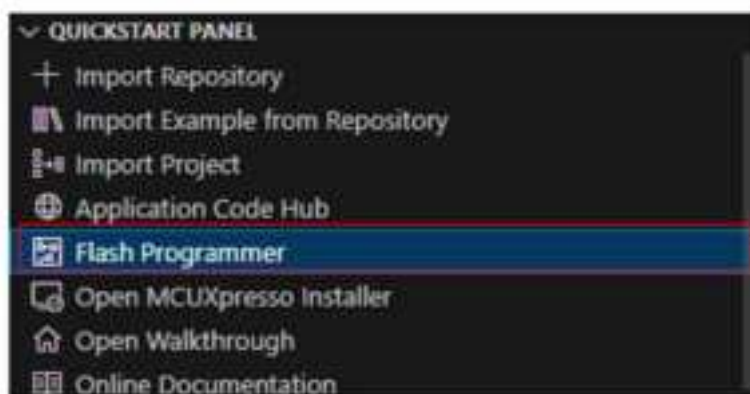 QUICKSTART PANEL
Import Repository
Import Example from Repository
Import Project
Application Code Hub
Flash Programmer
Open MCUXpresso Installer
Open Walkthrough
Online Documentation